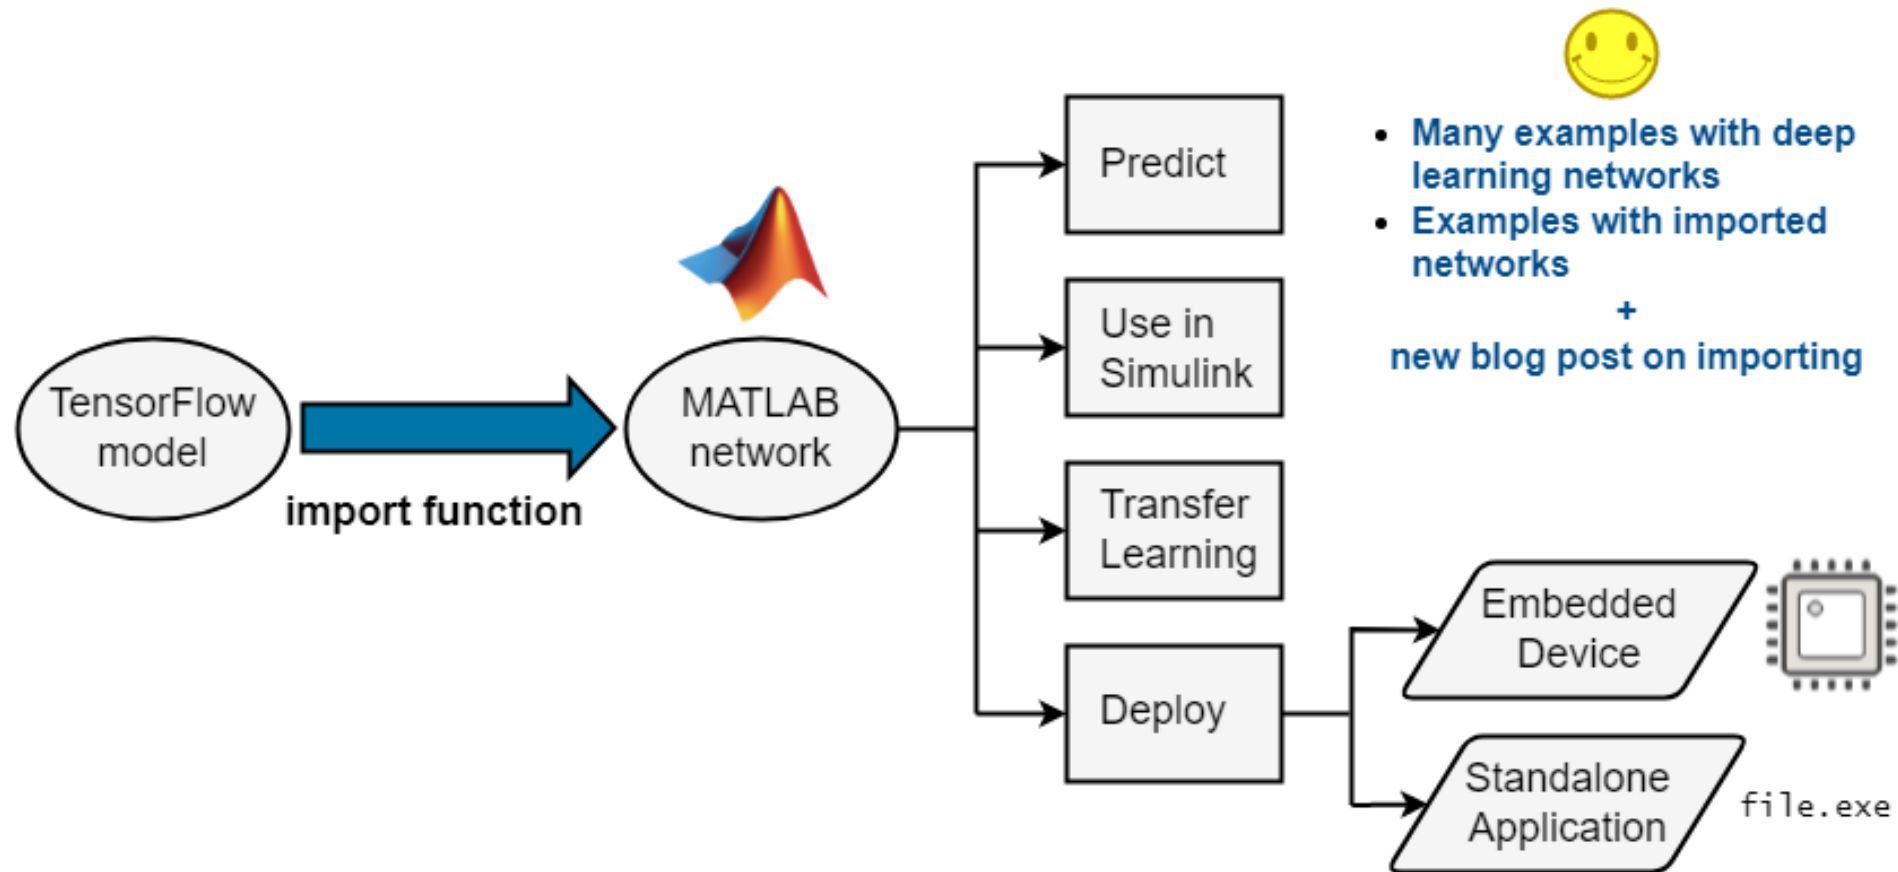 TensorFlow
model
import function
MATLAB
network
Predict
Use in
Simulink
Transfer
Learning
Deploy
Embedded
Device
Standalone
Application
file.exe
• Many examples with deep
learning networks
• Examples with imported
networks
+
new blog post on importing